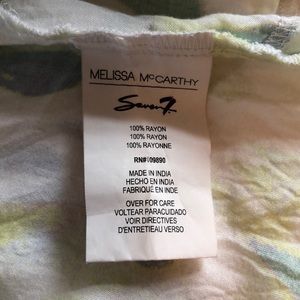 MELISSA McCARTHY
Seven7.
100% RAYON
100% RAYON
100% RAYONNE
RN#109890
MADE IN INDIA
HECHO EN INDIA
FABRIQUÉ EN INDE
OVER FOR CARE
VOLTEAR PARACUIDADO
VOIR DIRECTIVES
D'ENTRETIEAU VERSO